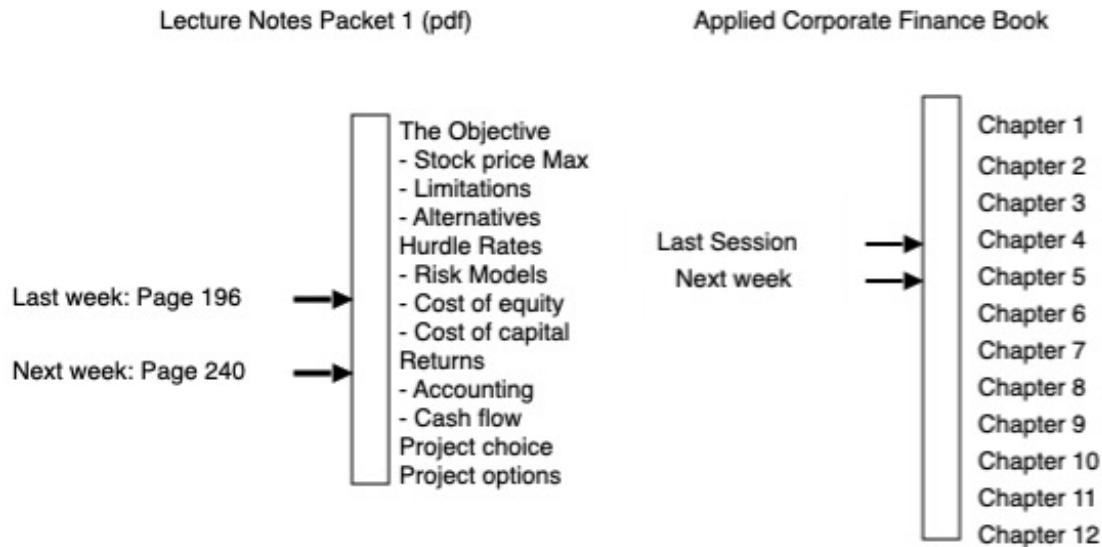 Lecture Notes Packet 1 (pdf)
Applied Corporate Finance Book
The Objective
- Stock price Max
- Limitations
- Alternatives
Hurdle Rates
- Risk Models
- Cost of equity
- Cost of capital
Returns
- Accounting
- Cash flow
Project choice
Project options
Last week: Page 196
Next week: Page 240
Last Session
Next week
Chapter 1
Chapter 2
Chapter 3
Chapter 4
Chapter 5
Chapter 6
Chapter 7
Chapter 8
Chapter 9
Chapter 10
Chapter 11
Chapter 12